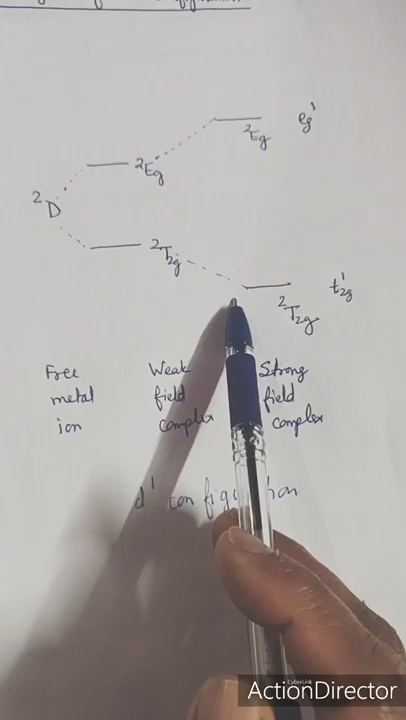 eg¹
²Eg
²Eg
²D
²T₂g
t₂g¹
²T₂g
Free Weak Strong
metal field field
ion complex complex
d¹ configuration
CyberLink
ActionDirector